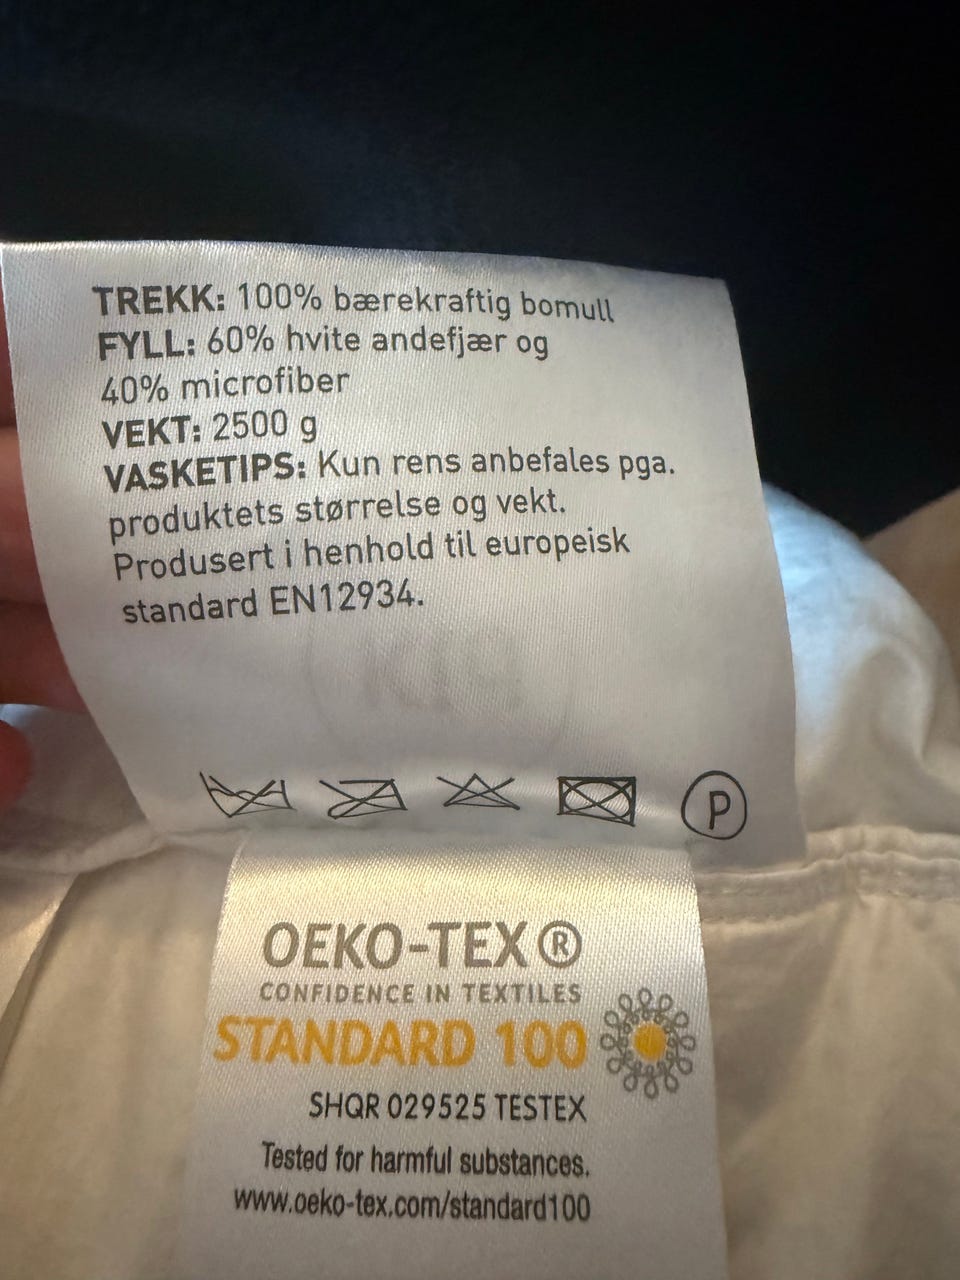 TREKK: 100% bærekraftig bomull
FYLL: 60% hvite andefjær og
40% microfiber
VEKT: 2500 g
VASKETIPS: Kun rens anbefales pga.
produktets størrelse og vekt.
Produsert i henhold til europeisk
standard EN12934.
P
OEKO-TEX®
CONFIDENCE IN TEXTILES
STANDARD 100
SHQR 029525 TESTEX
Tested for harmful substances.
www.oeko-tex.com/standard100